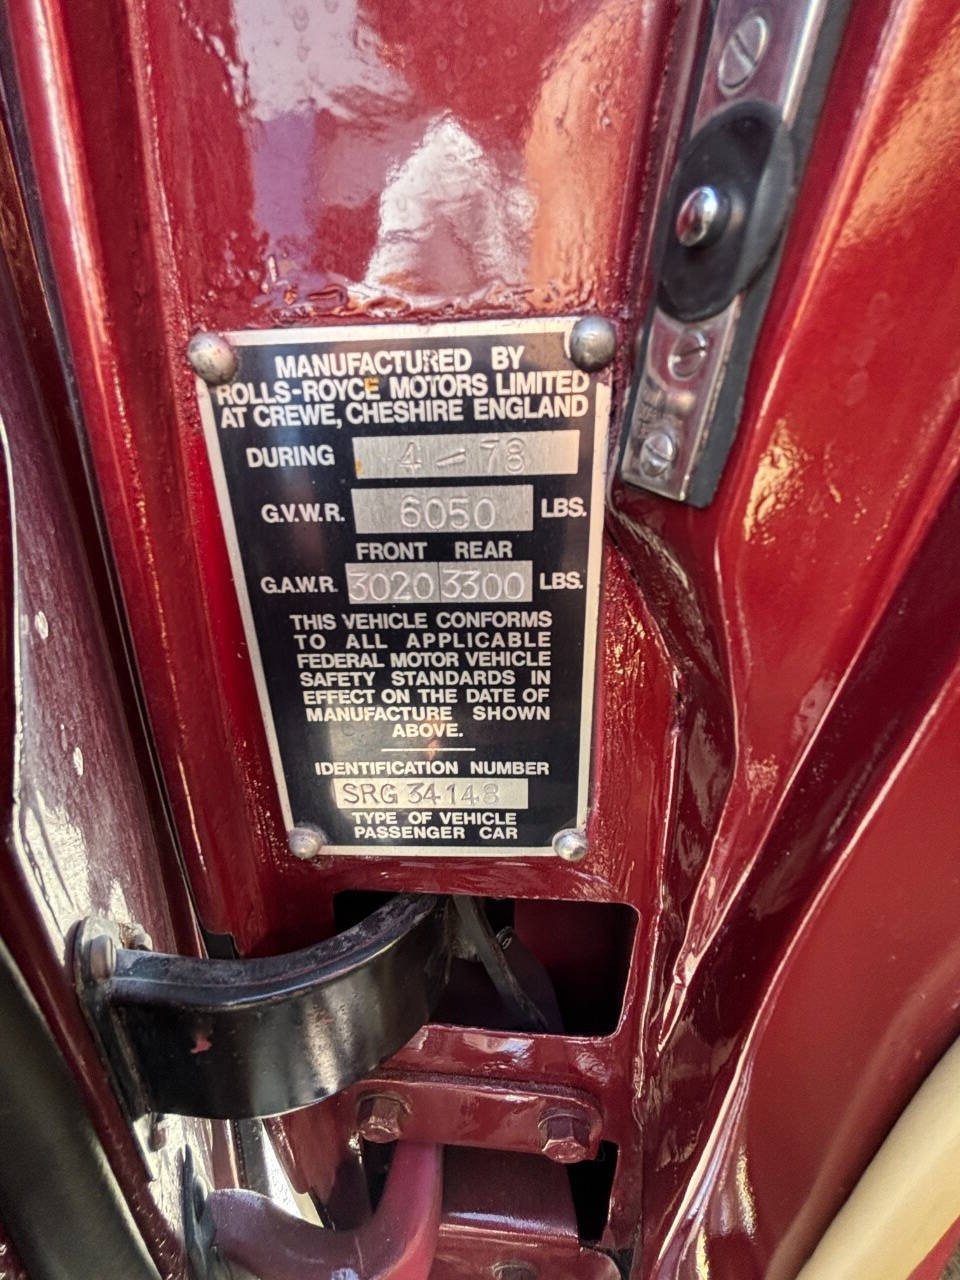 MANUFACTURED BY
ROLLS-ROYCE MOTORS LIMITED
AT CREWE, CHESHIRE ENGLAND
DURING 4-78
G.V.W.R. 6050 LBS.
FRONT REAR
G.A.W.R. 3020 3300 LBS.
THIS VEHICLE CONFORMS
TO ALL APPLICABLE
FEDERAL MOTOR VEHICLE
SAFETY STANDARDS IN
EFFECT ON THE DATE OF
MANUFACTURE SHOWN
ABOVE.
IDENTIFICATION NUMBER
SRG 34148
TYPE OF VEHICLE
PASSENGER CAR